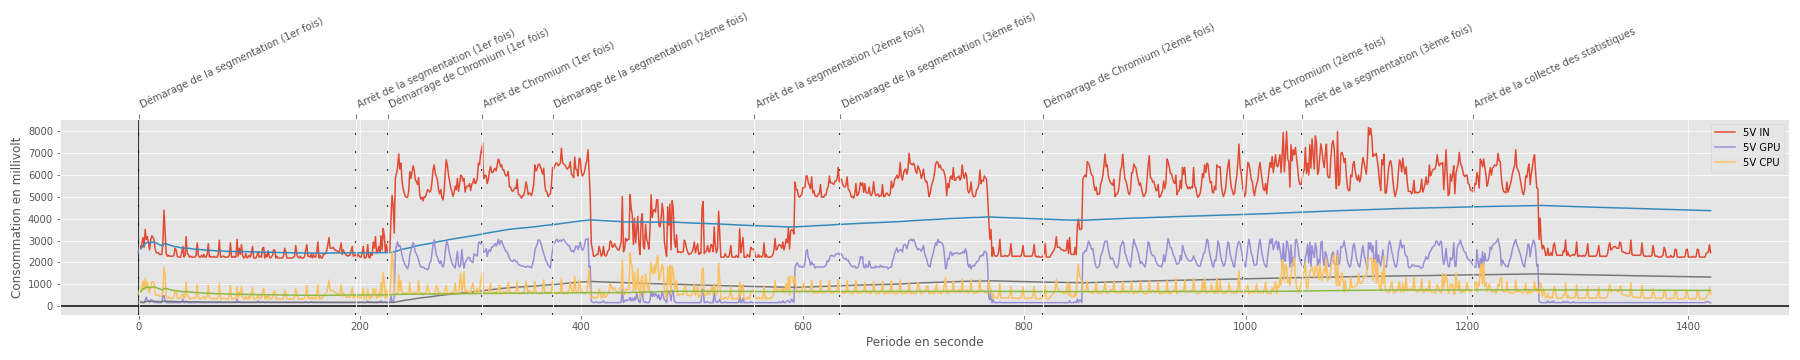 Démarage de la segmentation (1er fois)
Arrêt de la segmentation (1er fois)
Démarrage de Chromium (1er fois)
Arrêt de Chromium (1er fois)
Démarage de la segmentation (2ème fois)
Arrêt de la segmentation (2ème fois)
Démarage de la segmentation (3ème fois)
Démarrage de Chromium (2ème fois)
Arrêt de Chromium (2ème fois)
Arrêt de la segmentation (3ème fois)
Arrêt de la collecte des statistiques
Consommation en millivolt
8000
7000
6000
5000
4000
3000
2000
1000
0
5V IN
5V GPU
5V CPU
0 200 400 600 800 1000 1200 1400
Periode en seconde